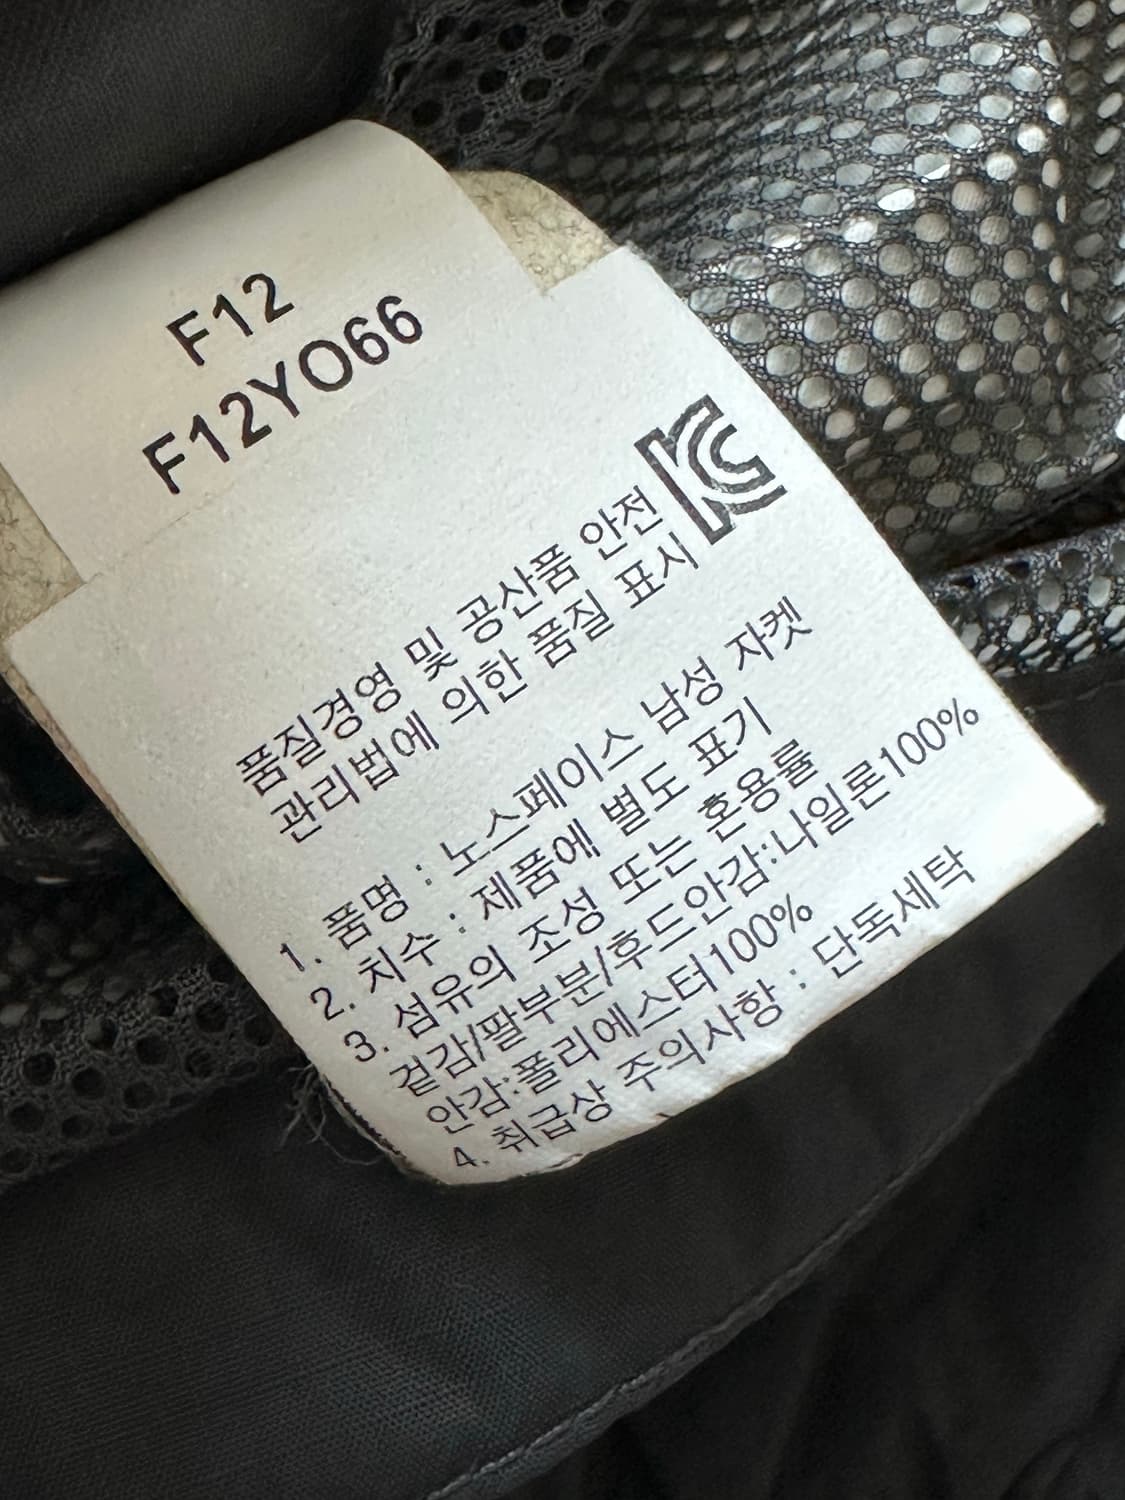 F12
F12YO66
KC
품질경영 및 공산품 안전
관리법에 의한 품질 표시
1. 품명 : 노스페이스 남성 자켓
2. 치수 : 제품에 별도 표기
3. 섬유의 조성 또는 혼용률
겉감/팔부분/후드안감:나일론100%
안감:폴리에스터100%
4. 취급상 주의사항 : 단독세탁